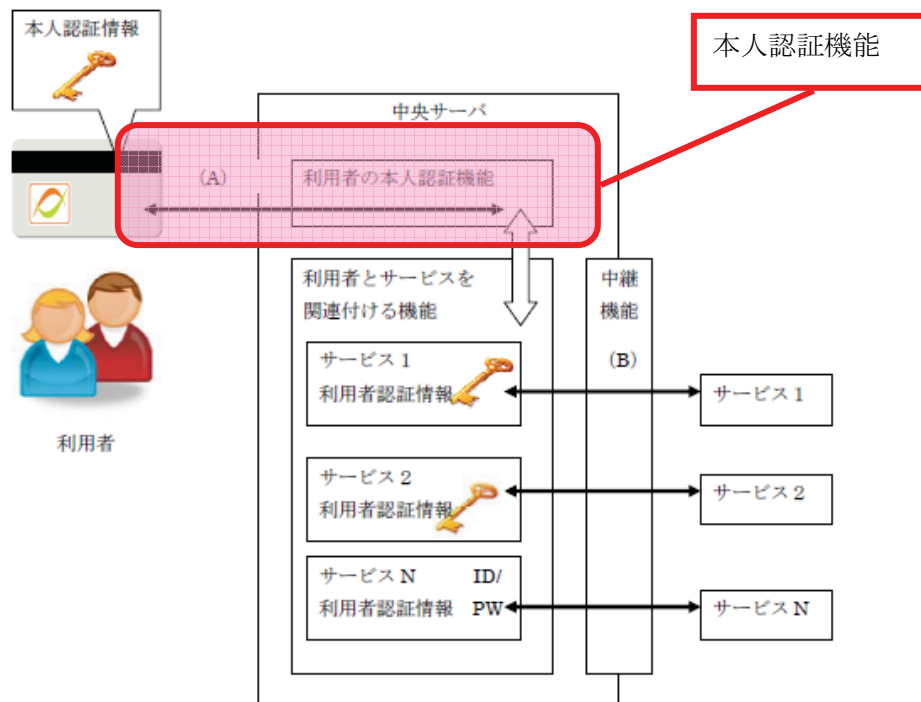 本人認証情報
本人認証機能
中央サーバ
(A)
利用者の本人認証機能
利用者とサービスを
関連付ける機能
中継
機能
(B)
サービス 1
利用者認証情報
サービス 1
サービス 2
利用者認証情報
サービス 2
サービス N ID/
利用者認証情報 PW
サービス N
利用者